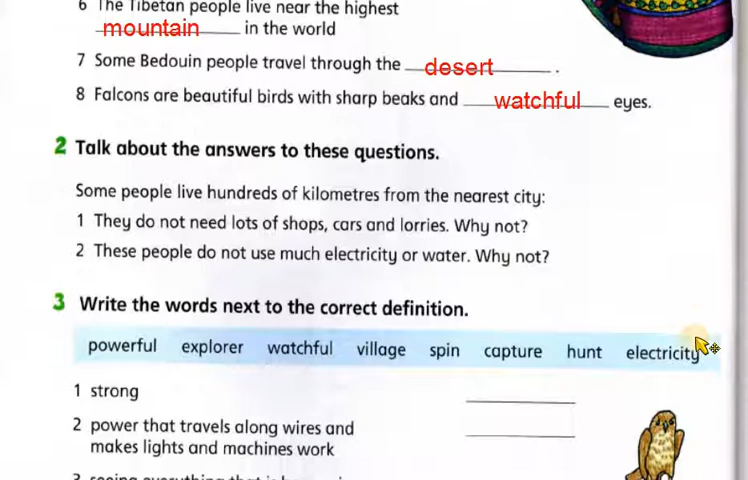 6 The Tibetan people live near the highest
mountain in the world
7 Some Bedouin people travel through the desert .
8 Falcons are beautiful birds with sharp beaks and watchful eyes.
2 Talk about the answers to these questions.
Some people live hundreds of kilometres from the nearest city:
1 They do not need lots of shops, cars and lorries. Why not?
2 These people do not use much electricity or water. Why not?
3 Write the words next to the correct definition.
powerful explorer watchful village spin capture hunt electricity
1 strong
2 power that travels along wires and
makes lights and machines work
3 seeing everything that is